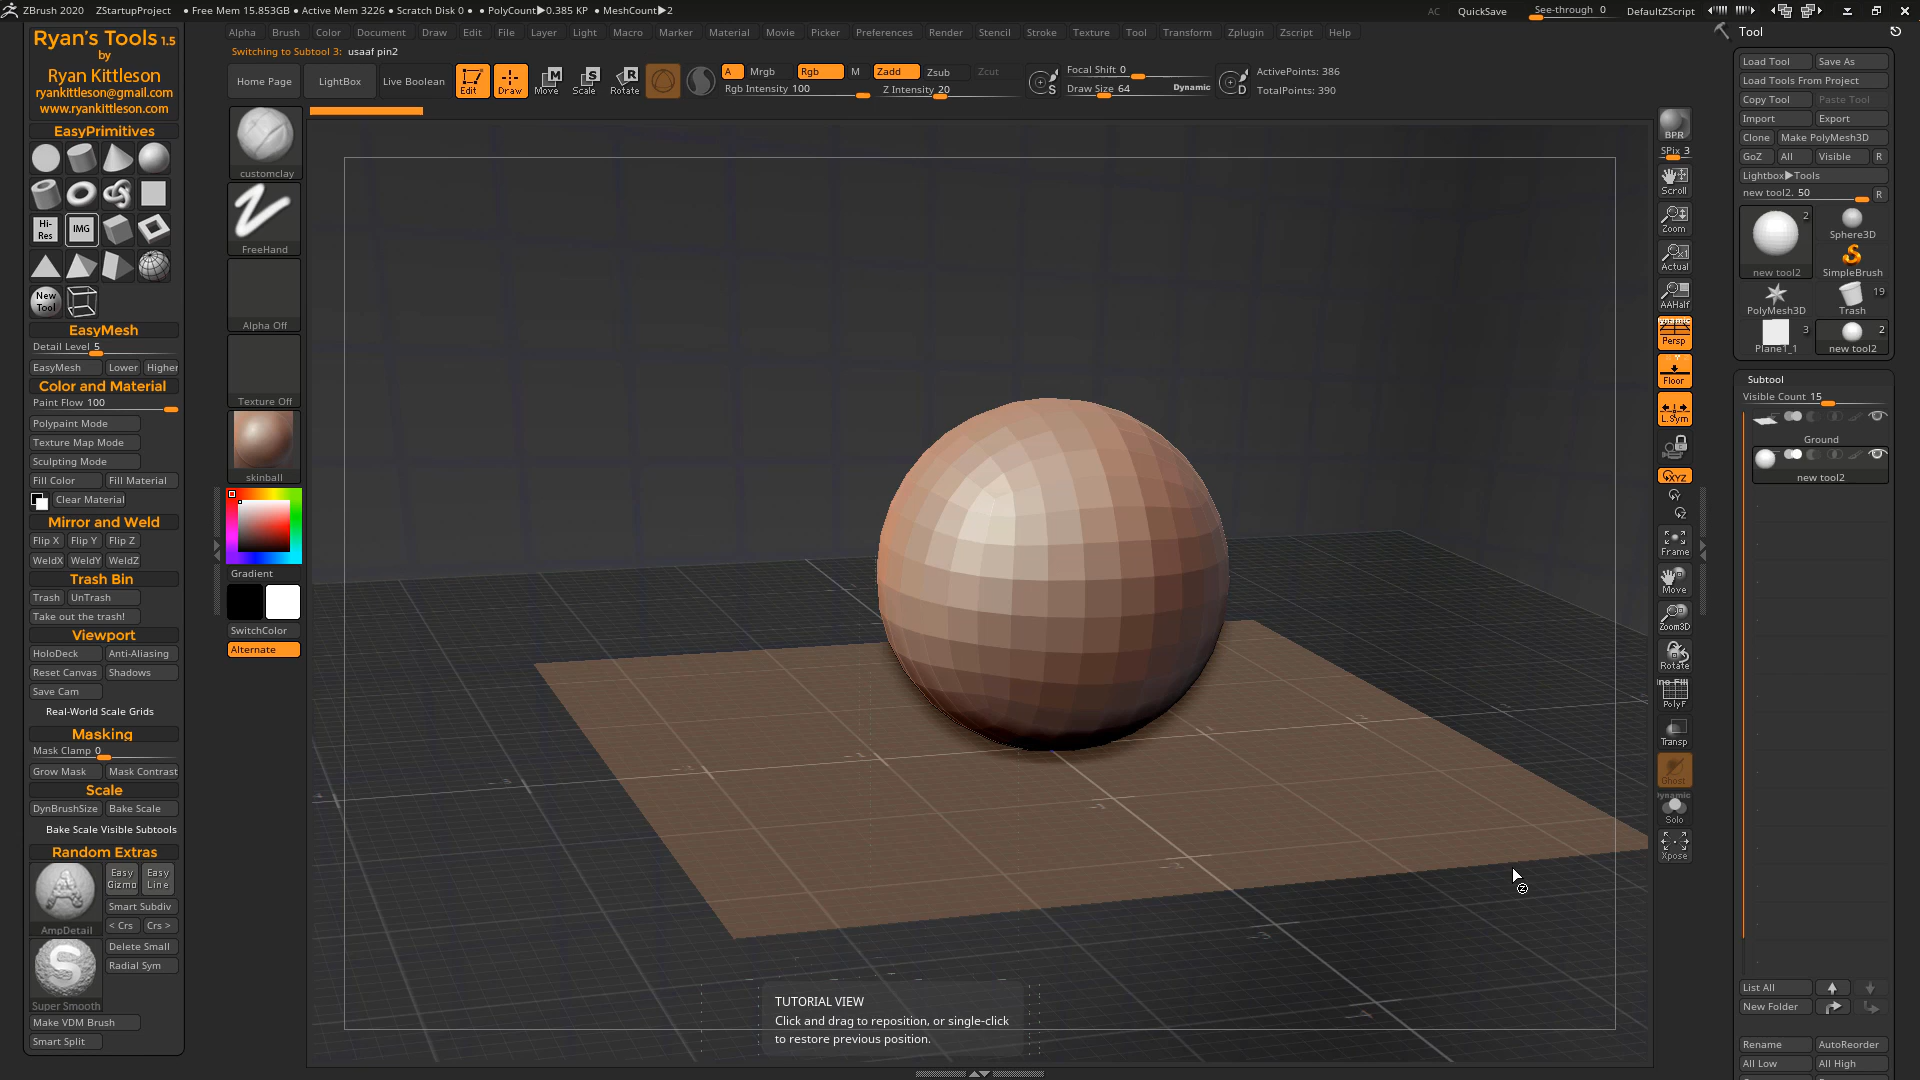 ZBrush 2020 ZStartupProject • Free Mem 15.853GB • Active Mem 3226 • Scratch Disk 0 • • PolyCount▶0.385 KP • MeshCount▶2
AC QuickSave See-through 0 DefaultZScript
Alpha Brush Color Document Draw Edit File Layer Light Macro Marker Material Movie Picker Preferences Render Stencil Stroke Texture Tool Transform Zplugin Zscript Help
Switching to Subtool 3: usaaf pin2
Home Page LightBox Live Boolean Edit Draw Move Scale Rotate
A Mrgb Rgb M Zadd Zsub Zcut
Rgb Intensity 100 Z Intensity 20
S Focal Shift 0
Draw Size 64 Dynamic D
ActivePoints: 386
TotalPoints: 390
Ryan's Tools 1.5
by
Ryan Kittleson
ryankittleson@gmail.com
www.ryankittleson.com
EasyPrimitives
Hi-Res IMG
New Tool
EasyMesh
Detail Level 5
EasyMesh Lower Higher
Color and Material
Paint Flow 100
Polypaint Mode
Texture Map Mode
Sculpting Mode
Fill Color Fill Material
Clear Material
Mirror and Weld
Flip X Flip Y Flip Z
WeldX WeldY WeldZ
Trash Bin
Trash UnTrash
Take out the trash!
Viewport
HoloDeck Anti-Aliasing
Reset Canvas Shadows
Save Cam
Real-World Scale Grids
Masking
Mask Clamp 0
Grow Mask Mask Contrast
Scale
DynBrushSize Bake Scale
Bake Scale Visible Subtools
Random Extras
A
AmpDetail
Easy Gizmo Easy Line
Smart Subdiv
< Crs Crs >
S
Super Smooth
Delete Small
Radial Sym
Make VDM Brush
Smart Split
customclay
FreeHand
Alpha Off
Texture Off
skinball
Gradient
SwitchColor
Alternate
TUTORIAL VIEW
Click and drag to reposition, or single-click
to restore previous position.
BPR
SPix 3
Scroll
Zoom
Actual
AAHalf
Dynamic
Persp
Floor
L.Sym
XYZ
Y
Z
Frame
Move
Zoom3D
Rotate
PolyF
Transp
Ghost
Dynamic
Solo
Xpose
Tool
Load Tool Save As
Load Tools From Project
Copy Tool Paste Tool
Import Export
Clone Make PolyMesh3D
GoZ All Visible R
Lightbox▶Tools
new tool2. 50 R
2
new tool2
Sphere3D
SimpleBrush
PolyMesh3D
19
Trash
3
Plane1_1
2
new tool2
Subtool
Visible Count 15
Ground
new tool2
List All
New Folder
Rename AutoReorder
All Low All High